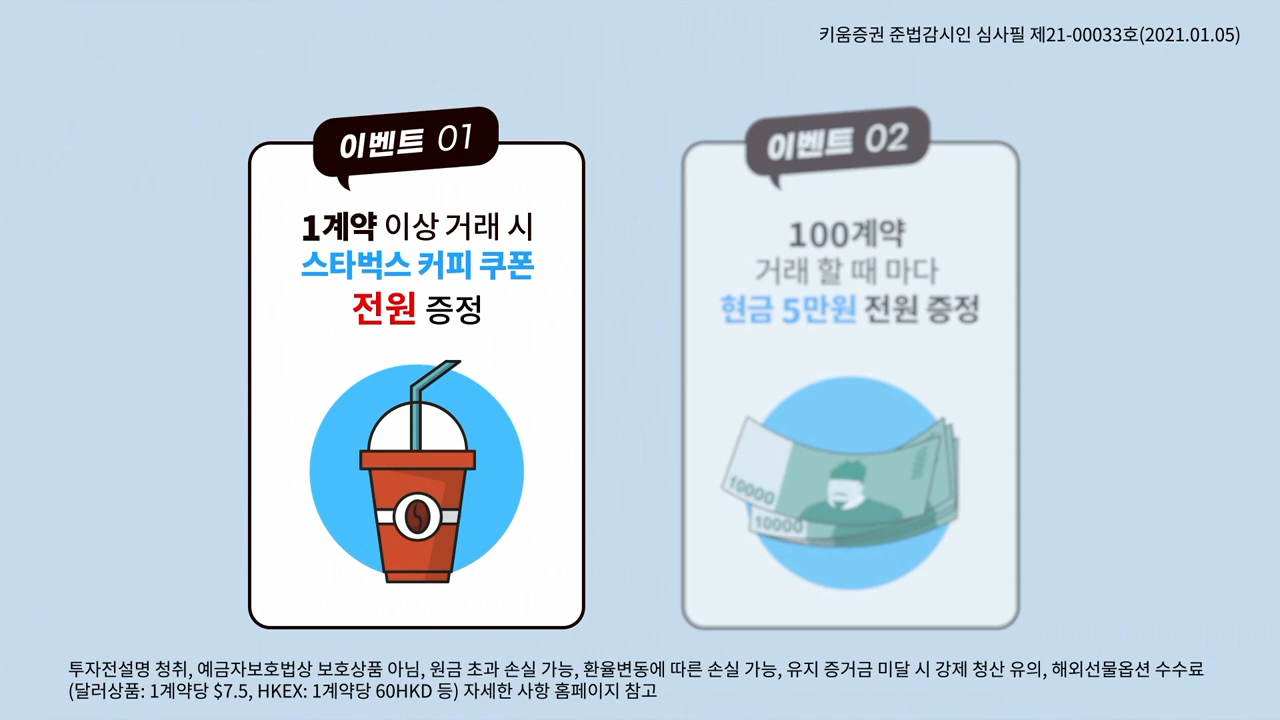 키움증권 준법감시인 심사필 제21-00033호(2021.01.05)
이벤트 01
1계약 이상 거래 시
스타벅스 커피 쿠폰
전원 증정
이벤트 02
100계약
거래 할 때 마다
현금 5만원 전원 증정
10000
10000
투자전설명 청취, 예금자보호법상 보호상품 아님, 원금 초과 손실 가능, 환율변동에 따른 손실 가능, 유지 증거금 미달 시 강제 청산 유의, 해외선물옵션 수수료
(달러상품: 1계약당 $7.5, HKEX: 1계약당 60HKD 등) 자세한 사항 홈페이지 참고